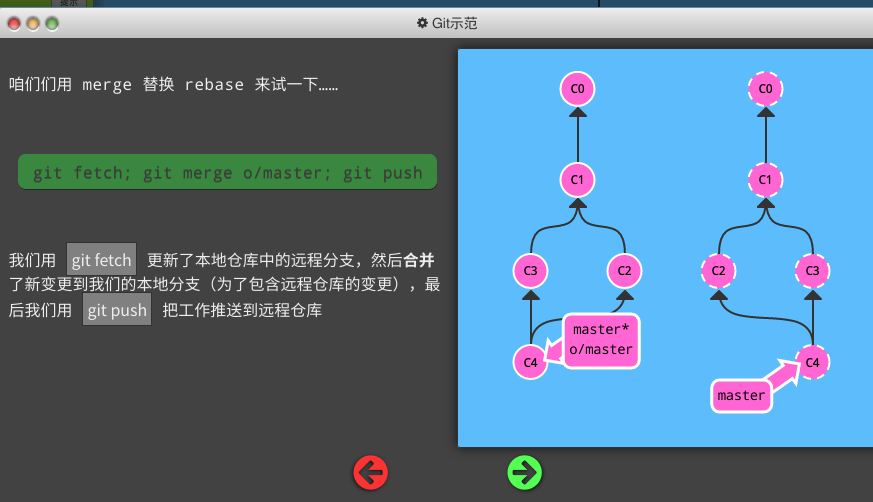 提示
Git示范
咱们们用 merge 替换 rebase 来试一下……
git fetch; git merge o/master; git push
我们用 git fetch 更新了本地仓库中的远程分支，然后合并
了新变更到我们的本地分支（为了包含远程仓库的变更），最
后我们用 git push 把工作推送到远程仓库
C0
C1
C3
C2
C4
master*
o/master
C0
C1
C2
C3
C4
master